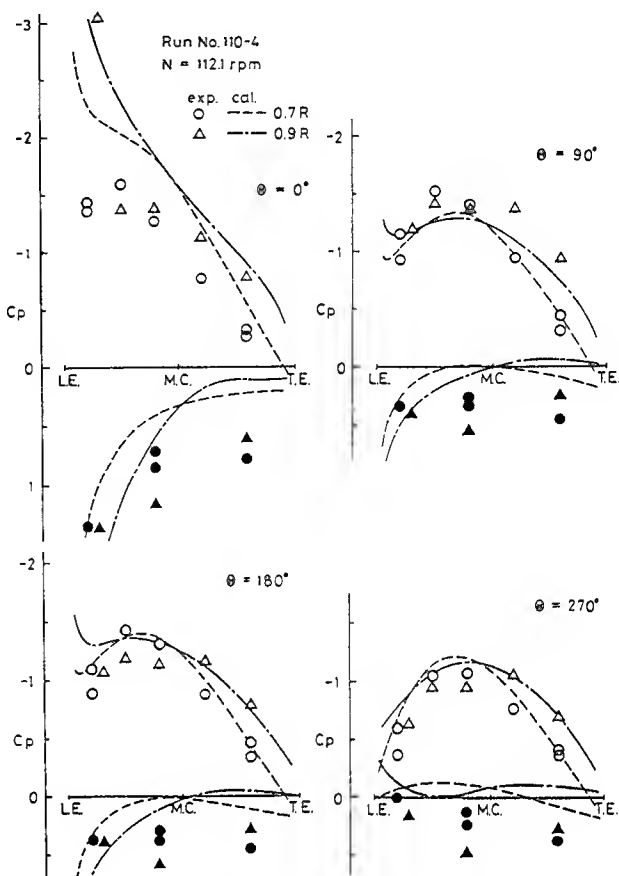 -3
Run No. 110-4
N = 112.1 rpm
exp. cal.
0.7R
0.9R
-2
Θ = 0°
-1
Cp
0
L.E. M.C. T.E.
1
-2
Θ = 90°
-1
Cp
0
L.E. M.C. T.E.
-2
Θ = 180°
-1
Cp
0
L.E. M.C. T.E.
Θ = 270°
-1
Cp
0
L.E. M.C. T.E.